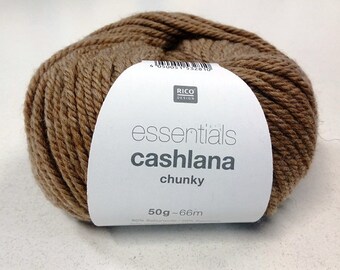 RICO
DESIGN
essentials
cashlana
chunky
50g ~ 66m